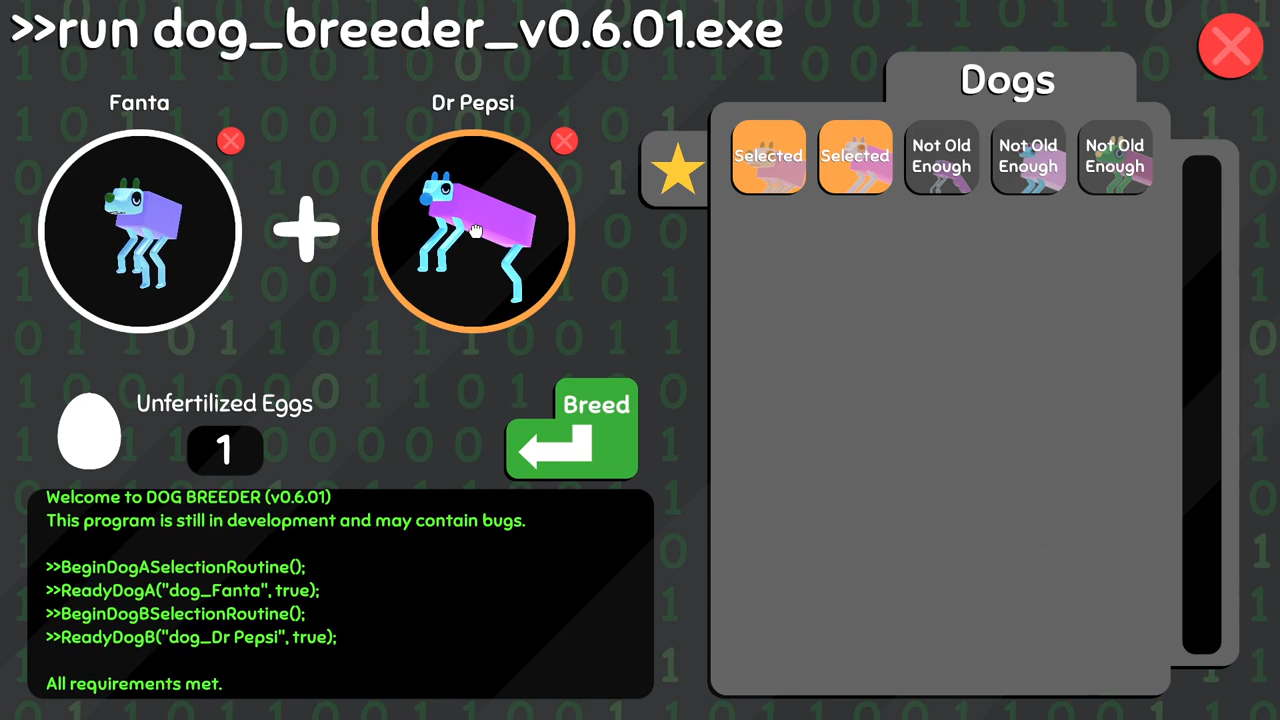 >>run dog_breeder_v0.6.01.exe
Fanta
Dr Pepsi
Dogs
Selected
Selected
Not Old
Enough
Not Old
Enough
Not Old
Enough
Unfertilized Eggs
1
Breed
Welcome to DOG BREEDER (v0.6.01)
This program is still in development and may contain bugs.
>>BeginDogASelectionRoutine();
>>ReadyDogA("dog_Fanta", true);
>>BeginDogBSelectionRoutine();
>>ReadyDogB("dog_Dr Pepsi", true);
All requirements met.